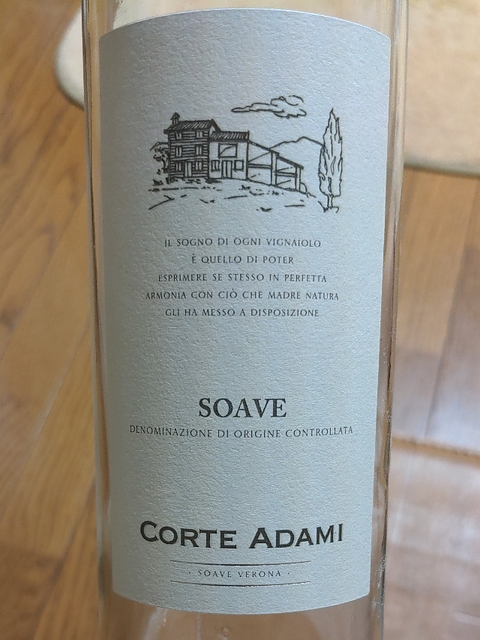 IL SOGNO DI OGNI VIGNAIOLO
È QUELLO DI POTER
ESPRIMERE SE STESSO IN PERFETTA
ARMONIA CON CIÒ CHE MADRE NATURA
GLI HA MESSO A DISPOSIZIONE
SOAVE
DENOMINAZIONE DI ORIGINE CONTROLLATA
CORTE ADAMI
· SOAVE VERONA ·